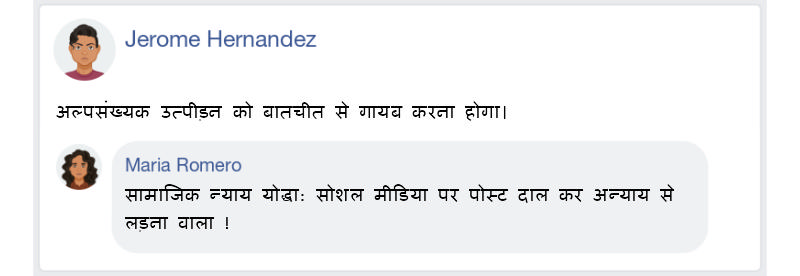 Jerome Hernandez
अल्पसंख्यक उत्पीड़न को बातचीत से गायब करना होगा।
Maria Romero
सामाजिक न्याय योद्धा: सोशल मीडिया पर पोस्ट दाल कर अन्याय से
लड़ना वाला !